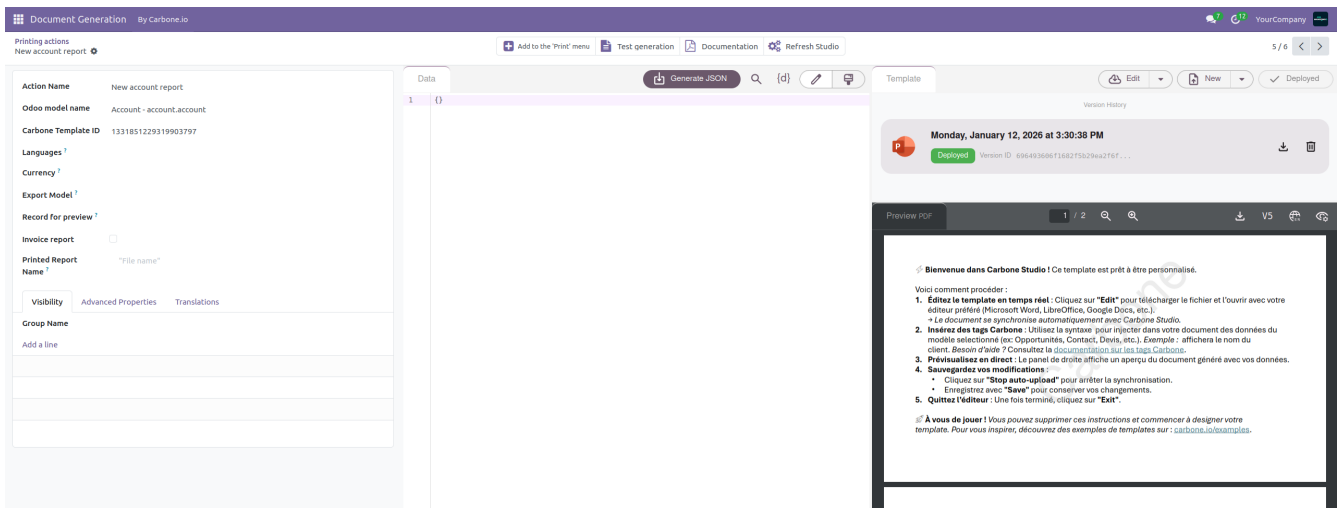 Document Generation By Carbone.io 7 12 YourCompany
Printing actions
New account report
Add to the 'Print' menu Test generation Documentation Refresh Studio
5 / 6
Action Name New account report
Odoo model name Account - account.account
Carbone Template ID 1331851229319903797
Languages ?
Currency ?
Export Model ?
Record for preview ?
Invoice report
Printed Report
Name ? "File name"
Visibility Advanced Properties Translations
Group Name
Add a line
Data Generate JSON {d}
1 {}
Template Edit New Deployed
Version History
Monday, January 12, 2026 at 3:30:38 PM
P
Deployed Version ID
Preview PDF 1 / 2 V5
Bienvenue dans Carbone Studio ! Ce template est prêt à être personnalisé.
Voici comment procéder :
1. Éditez le template en temps réel : Cliquez sur "Edit" pour télécharger le fichier et l'ouvrir avec votre
éditeur préféré (Microsoft Word, LibreOffice, Google Docs, etc.).
→ Le document se synchronise automatiquement avec Carbone Studio.
2. Insérez des tags Carbone : Utilisez la syntaxe pour injecter dans votre document des données du
modèle selectionné (ex: Opportunités, Contact, Devis, etc.). Exemple : affichera le nom du
client. Besoin d'aide ? Consultez la documentation sur les tags Carbone.
3. Prévisualisez en direct : Le panel de droite affiche un aperçu du document généré avec vos données.
4. Sauvegardez vos modifications :
• Cliquez sur "Stop auto-upload" pour arrêter la synchronisation.
• Enregistrez avec "Save" pour conserver vos changements.
5. Quittez l'éditeur : Une fois terminé, cliquez sur "Exit".
À vous de jouer ! Vous pouvez supprimer ces instructions et commencer à designer votre
template. Pour vous inspirer, découvrez des exemples de templates sur : carbone.io/examples.
Carbone